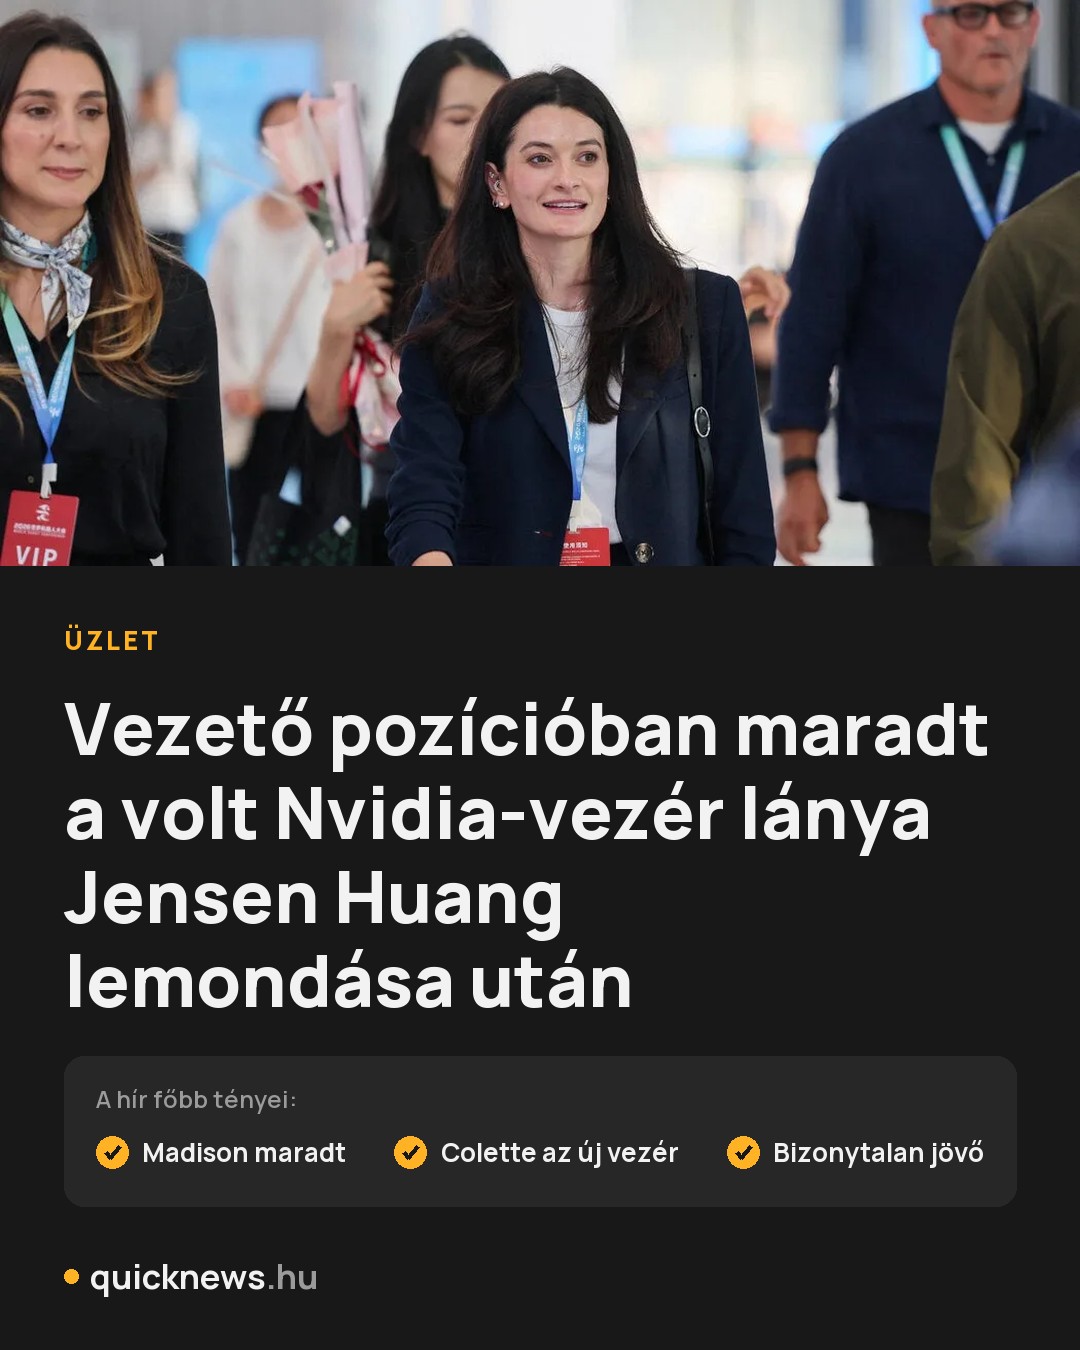 VIP
ÜZLET
Vezető pozícióban maradt
a volt Nvidia-vezér lánya
Jensen Huang
lemondása után
A hír főbb tényei:
Madison maradt
Colette az új vezér
Bizonytalan jövő
quicknews.hu